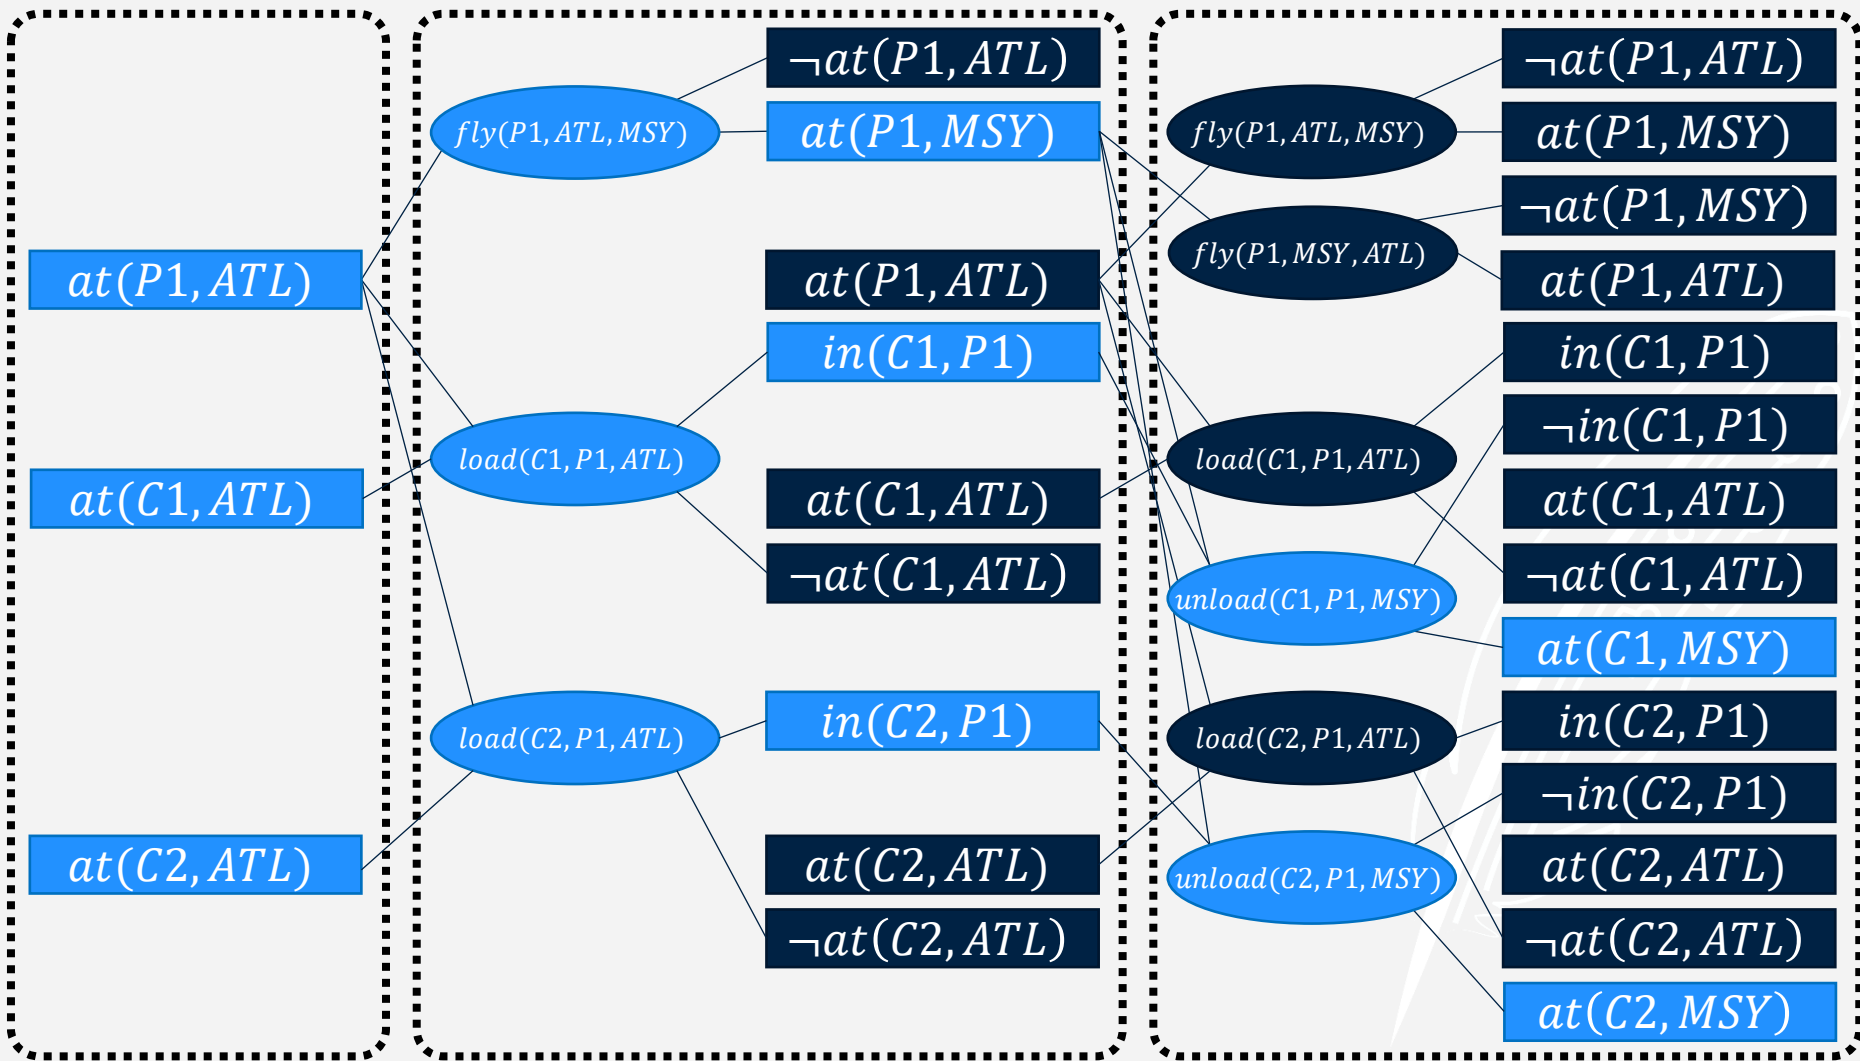 at(P1, ATL)
at(C1, ATL)
at(C2, ATL)
fly(P1, ATL, MSY)
load(C1, P1, ATL)
load(C2, P1, ATL)
¬at(P1, ATL)
at(P1, MSY)
at(P1, ATL)
in(C1, P1)
at(C1, ATL)
¬at(C1, ATL)
in(C2, P1)
at(C2, ATL)
¬at(C2, ATL)
fly(P1, ATL, MSY)
fly(P1, MSY, ATL)
load(C1, P1, ATL)
unload(C1, P1, MSY)
load(C2, P1, ATL)
unload(C2, P1, MSY)
¬at(P1, ATL)
at(P1, MSY)
¬at(P1, MSY)
at(P1, ATL)
in(C1, P1)
¬in(C1, P1)
at(C1, ATL)
¬at(C1, ATL)
at(C1, MSY)
in(C2, P1)
¬in(C2, P1)
at(C2, ATL)
¬at(C2, ATL)
at(C2, MSY)